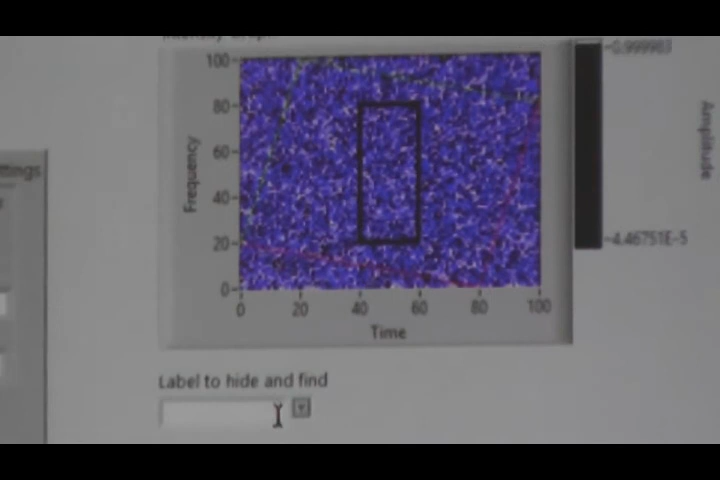 0.999983
100
80
60
40
20
0
Frequency
0
20
40
60
80
100
Time
Amplitude
4.46751E-5
ttings
Label to hide and find